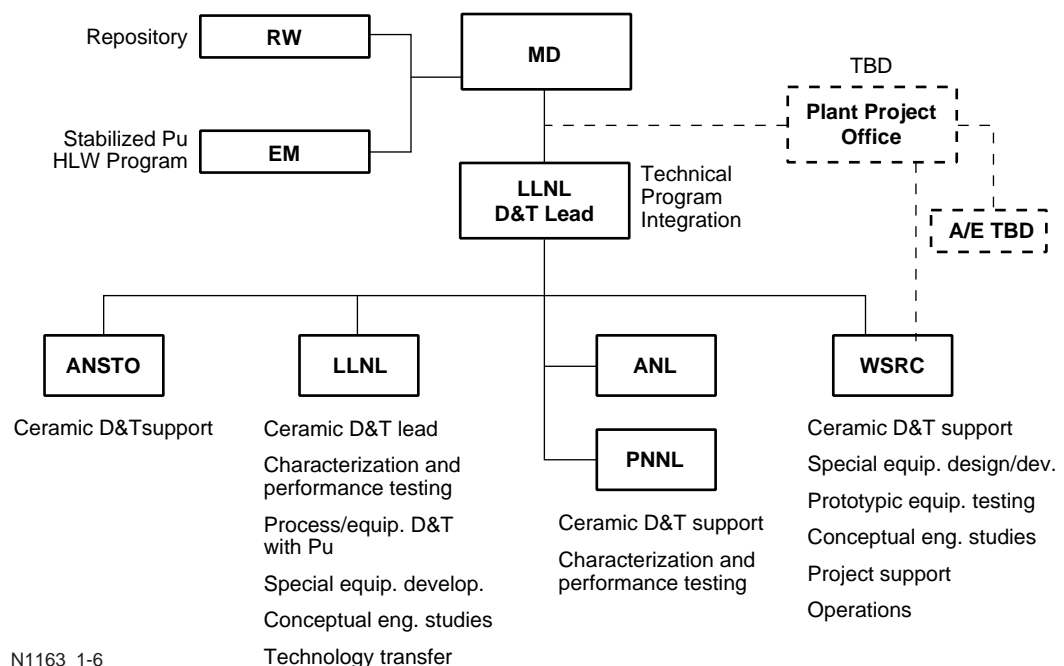 Repository
RW
MD
Stabilized Pu
HLW Program
EM
TBD
Plant Project
Office
A/E TBD
LLNL
D&T Lead
Technical
Program
Integration
ANSTO
Ceramic D&Tsupport
LLNL
Ceramic D&T lead
Characterization and
performance testing
Process/equip. D&T
with Pu
Special equip. develop.
Conceptual eng. studies
Technology transfer
ANL
PNNL
Ceramic D&T support
Characterization and
performance testing
WSRC
Ceramic D&T support
Special equip. design/dev.
Prototypic equip. testing
Conceptual eng. studies
Project support
Operations
N1163 1-6